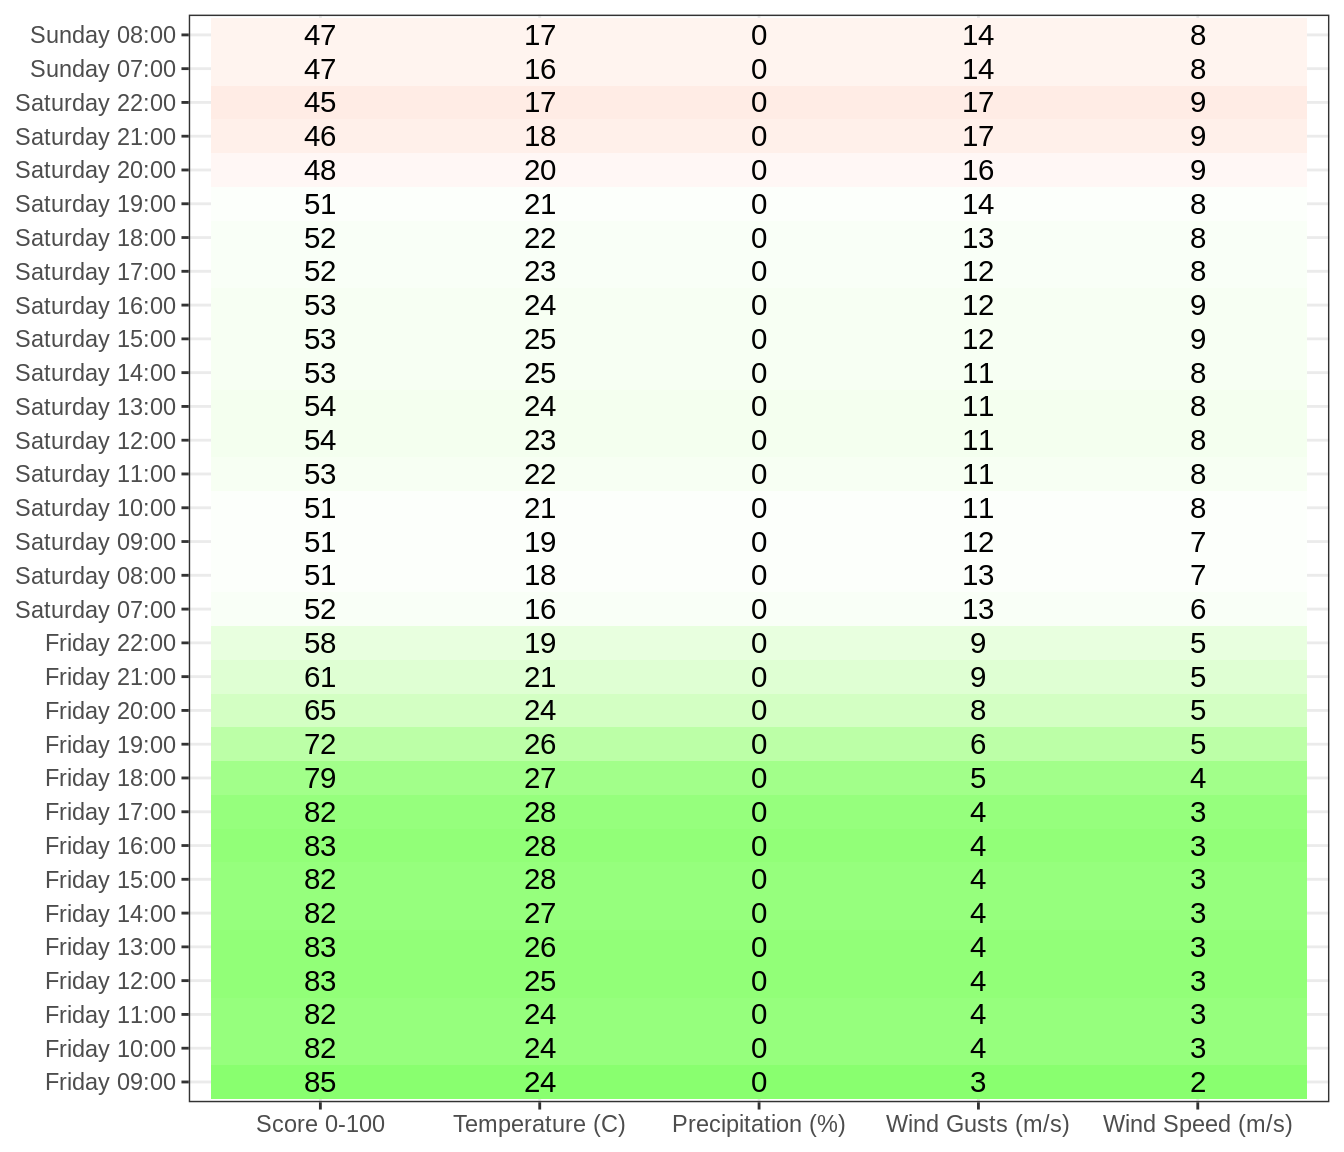 Sunday 08:00 47 17 0 14 8
Sunday 07:00 47 16 0 14 8
Saturday 22:00 45 17 0 17 9
Saturday 21:00 46 18 0 17 9
Saturday 20:00 48 20 0 16 9
Saturday 19:00 51 21 0 14 8
Saturday 18:00 52 22 0 13 8
Saturday 17:00 52 23 0 12 8
Saturday 16:00 53 24 0 12 9
Saturday 15:00 53 25 0 12 9
Saturday 14:00 53 25 0 11 8
Saturday 13:00 54 24 0 11 8
Saturday 12:00 54 23 0 11 8
Saturday 11:00 53 22 0 11 8
Saturday 10:00 51 21 0 11 8
Saturday 09:00 51 19 0 12 7
Saturday 08:00 51 18 0 13 7
Saturday 07:00 52 16 0 13 6
Friday 22:00 58 19 0 9 5
Friday 21:00 61 21 0 9 5
Friday 20:00 65 24 0 8 5
Friday 19:00 72 26 0 6 5
Friday 18:00 79 27 0 5 4
Friday 17:00 82 28 0 4 3
Friday 16:00 83 28 0 4 3
Friday 15:00 82 28 0 4 3
Friday 14:00 82 27 0 4 3
Friday 13:00 83 26 0 4 3
Friday 12:00 83 25 0 4 3
Friday 11:00 82 24 0 4 3
Friday 10:00 82 24 0 4 3
Friday 09:00 85 24 0 3 2
Score 0-100 Temperature (C) Precipitation (%) Wind Gusts (m/s) Wind Speed (m/s)